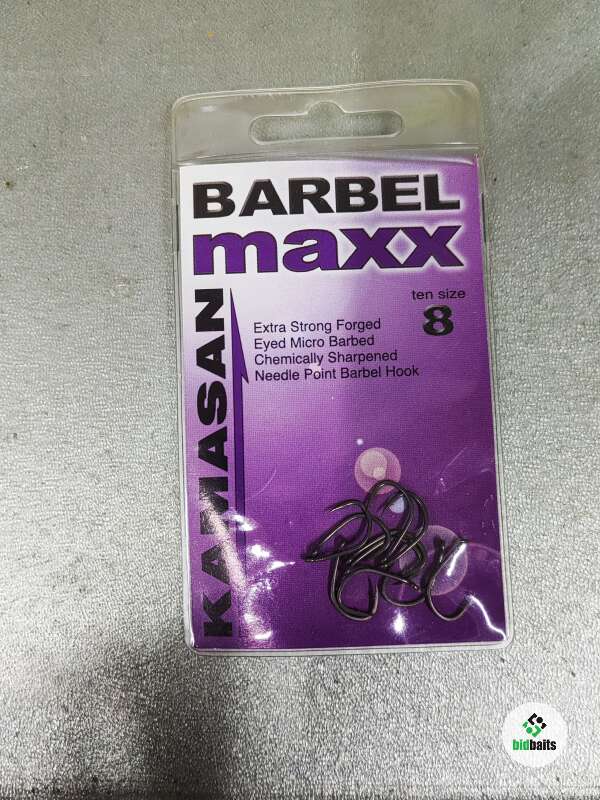 BARBEL
maxx
ten size
8
Extra Strong Forged
Eyed Micro Barbed
Chemically Sharpened
Needle Point Barbel Hook
KAMASAN
bidbaits